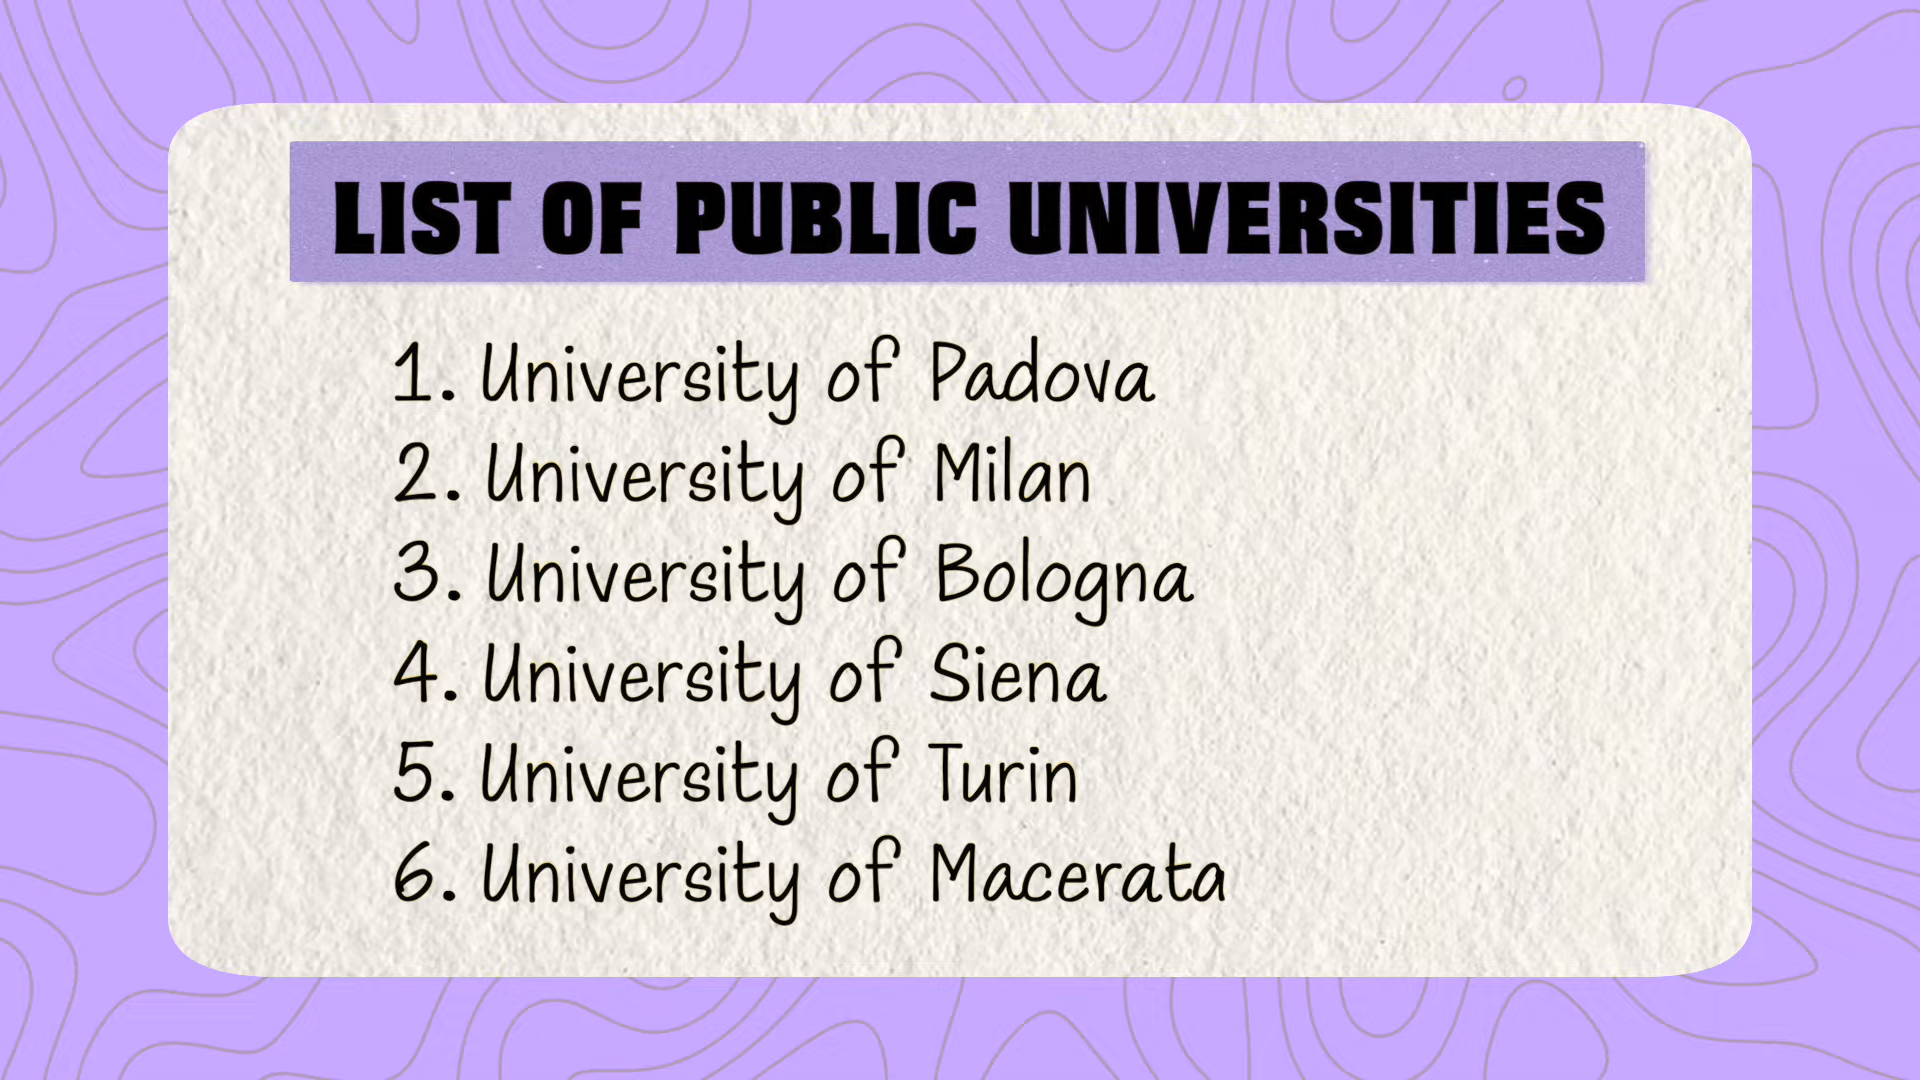 LIST OF PUBLIC UNIVERSITIES
1. University of Padova
2. University of Milan
3. University of Bologna
4. University of Siena
5. University of Turin
6. University of Macerata